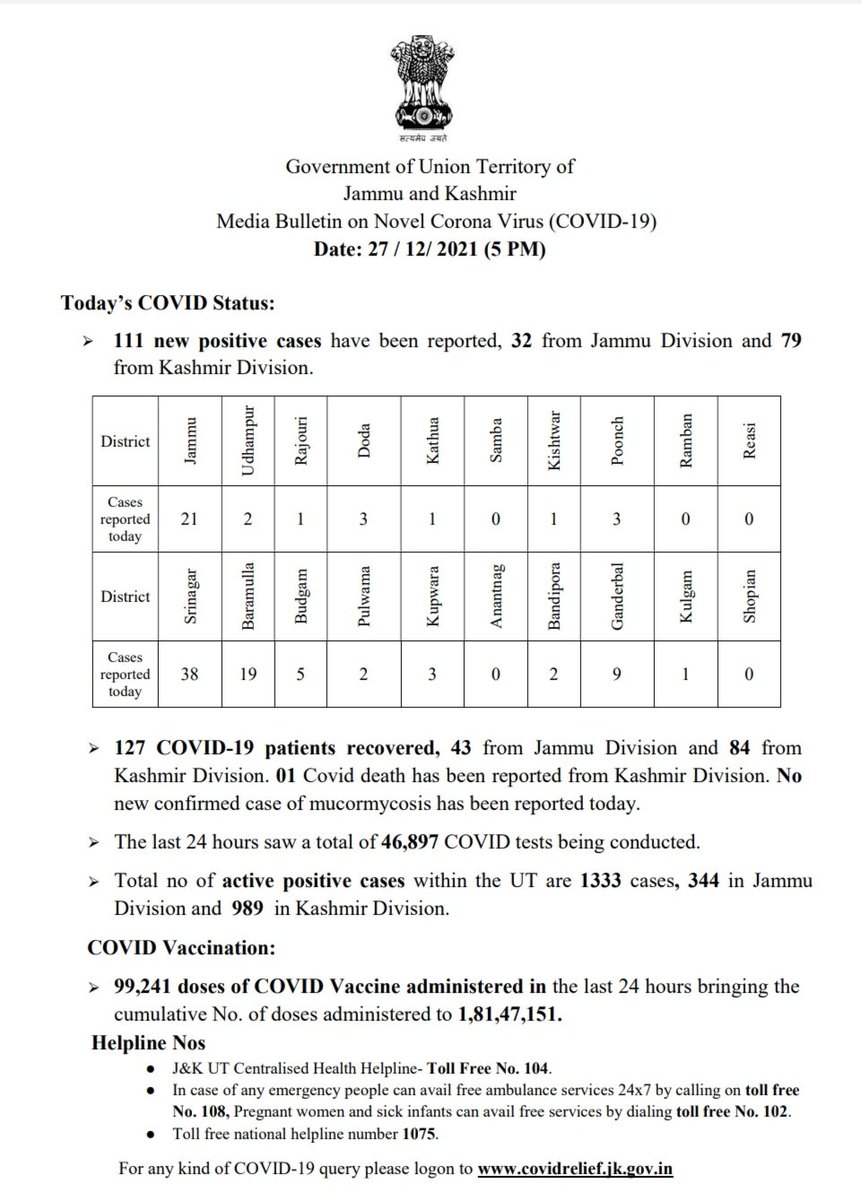 सत्यमेव जयते
Government of Union Territory of
Jammu and Kashmir
Media Bulletin on Novel Corona Virus (COVID-19)
Date: 27 / 12/ 2021 (5 PM)
Today’s COVID Status:
➢ 111 new positive cases have been reported, 32 from Jammu Division and 79
from Kashmir Division.
District Jammu Udhampur Rajouri Doda Kathua Samba Kishtwar Poonch Ramban Reasi
Cases
reported
today
21 2 1 3 1 0 1 3 0 0
District Srinagar Baramulla Budgam Pulwama Kupwara Anantnag Bandipora Ganderbal Kulgam Shopian
Cases
reported
today
38 19 5 2 3 0 2 9 1 0
➢ 127 COVID-19 patients recovered, 43 from Jammu Division and 84 from
Kashmir Division. 01 Covid death has been reported from Kashmir Division. No
new confirmed case of mucormycosis has been reported today.
➢ The last 24 hours saw a total of 46,897 COVID tests being conducted.
➢ Total no of active positive cases within the UT are 1333 cases, 344 in Jammu
Division and 989 in Kashmir Division.
COVID Vaccination:
➢ 99,241 doses of COVID Vaccine administered in the last 24 hours bringing the
cumulative No. of doses administered to 1,81,47,151.
Helpline Nos
● J&K UT Centralised Health Helpline- Toll Free No. 104.
● In case of any emergency people can avail free ambulance services 24x7 by calling on toll free
No. 108, Pregnant women and sick infants can avail free services by dialing toll free No. 102.
● Toll free national helpline number 1075.
For any kind of COVID-19 query please logon to www.covidrelief.jk.gov.in